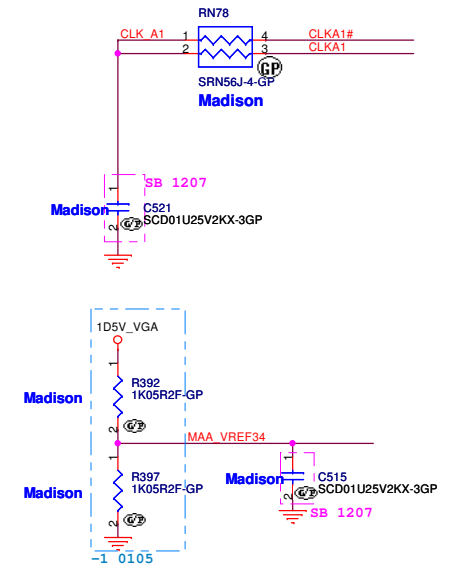 RN78
CLK_A1 1 4 CLKA1#
2 3 CLKA1
GP
SRN56J-4-GP
Madison
SB 1207
1
Madison C521
SCD01U25V2KX-3GP
2 G/P
1D5V_VGA
1
R392
Madison 1K05R2F-GP
2 G/P
MAA_VREF34
1 1
R397
Madison 1K05R2F-GP
Madison C515
SCD01U25V2KX-3GP
2 G/P
2 G/P
SB 1207
-1 0105